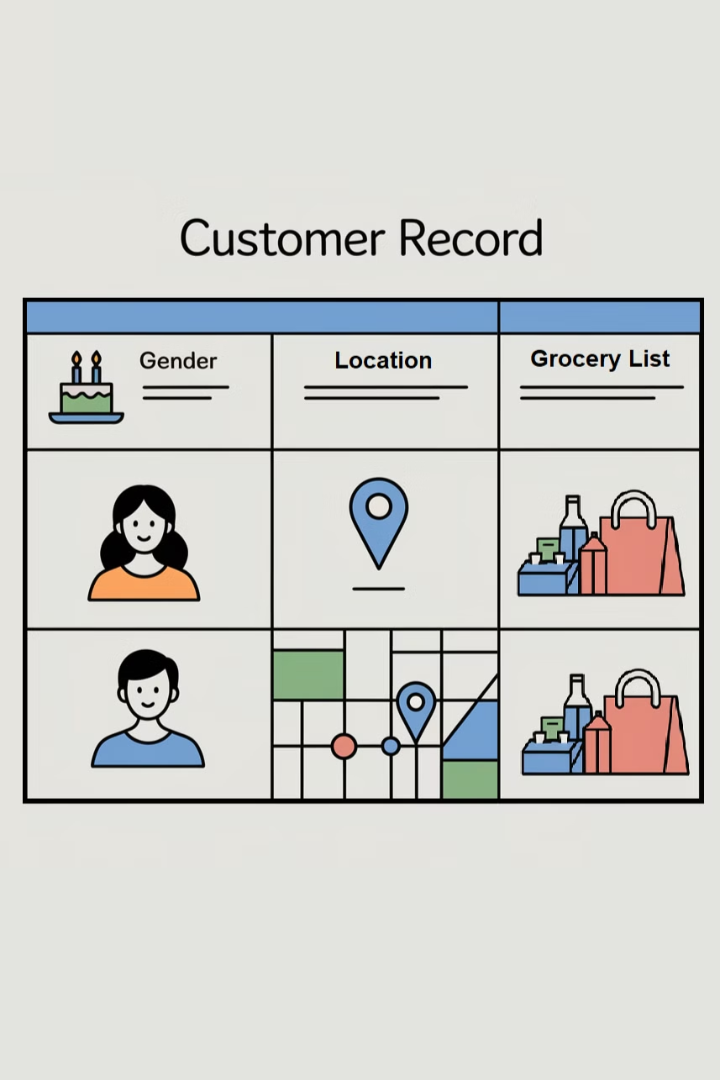 Customer Record
Gender
Location
Grocery List